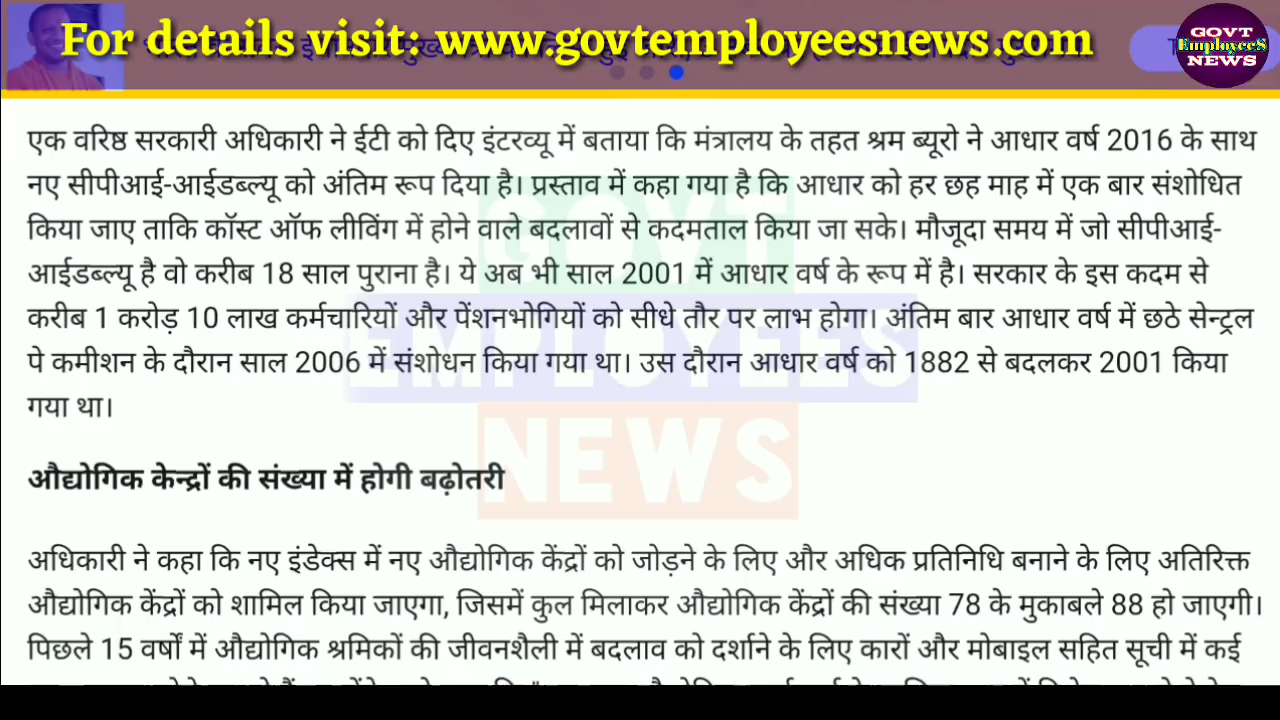 For details visit: www.govtemployeesnews.com
GOVT
EmployeeS
NEWS
एक वरिष्ठ सरकारी अधिकारी ने ईटी को दिए इंटरव्यू में बताया कि मंत्रालय के तहत श्रम ब्यूरो ने आधार वर्ष 2016 के साथ
नए सीपीआई-आईडब्ल्यू को अंतिम रूप दिया है। प्रस्ताव में कहा गया है कि आधार को हर छह माह में एक बार संशोधित
किया जाए ताकि कॉस्ट ऑफ लीविंग में होने वाले बदलावों से कदमताल किया जा सके। मौजूदा समय में जो सीपीआई-
आईडब्ल्यू है वो करीब 18 साल पुराना है। ये अब भी साल 2001 में आधार वर्ष के रूप में है। सरकार के इस कदम से
करीब 1 करोड़ 10 लाख कर्मचारियों और पेंशनभोगियों को सीधे तौर पर लाभ होगा। अंतिम बार आधार वर्ष में छठे सेन्ट्रल
पे कमीशन के दौरान साल 2006 में संशोधन किया गया था। उस दौरान आधार वर्ष को 1882 से बदलकर 2001 किया
गया था।
GOVT
EMPLOYEES
NEWS
औद्योगिक केन्द्रों की संख्या में होगी बढ़ोतरी
अधिकारी ने कहा कि नए इंडेक्स में नए औद्योगिक केंद्रों को जोड़ने के लिए और अधिक प्रतिनिधि बनाने के लिए अतिरिक्त
औद्योगिक केंद्रों को शामिल किया जाएगा, जिसमें कुल मिलाकर औद्योगिक केंद्रों की संख्या 78 के मुकाबले 88 हो जाएगी।
पिछले 15 वर्षों में औद्योगिक श्रमिकों की जीवनशैली में बदलाव को दर्शाने के लिए कारों और मोबाइल सहित सूची में कई